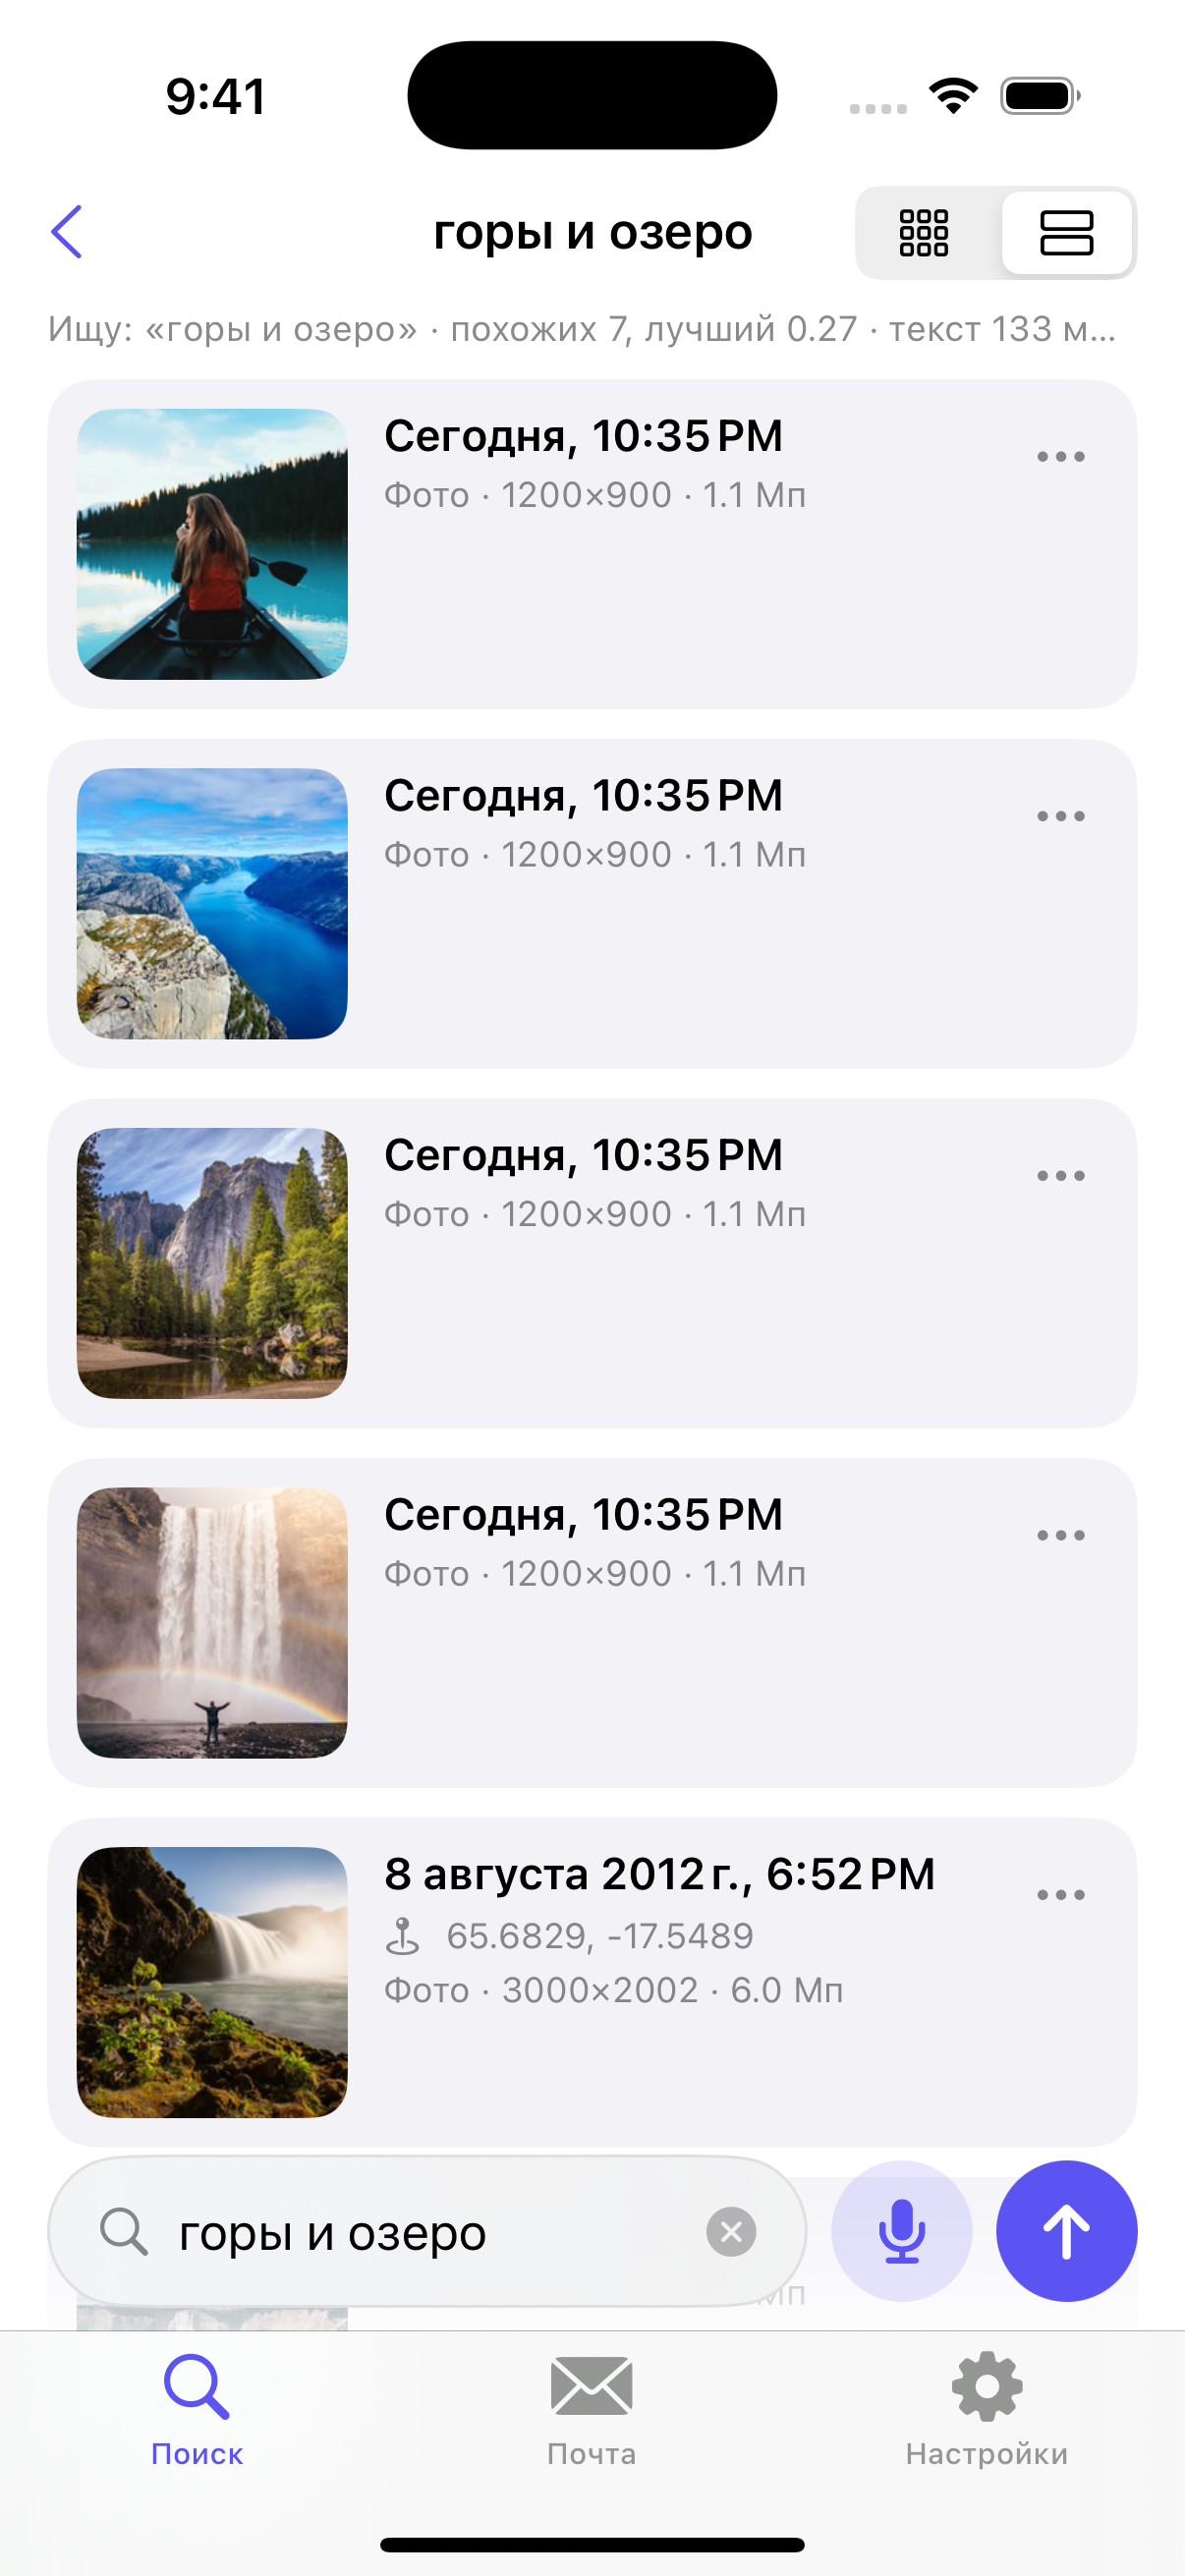 9:41
горы и озеро
Ищу: «горы и озеро» · похожих 7, лучший 0.27 · текст 133 м...
Сегодня, 10:35 PM
Фото · 1200×900 · 1.1 Мп
Сегодня, 10:35 PM
Фото · 1200×900 · 1.1 Мп
Сегодня, 10:35 PM
Фото · 1200×900 · 1.1 Мп
Сегодня, 10:35 PM
Фото · 1200×900 · 1.1 Мп
8 августа 2012 г., 6:52 PM
65.6829, -17.5489
Фото · 3000×2002 · 6.0 Мп
горы и озеро
Мп
Поиск
Почта
Настройки